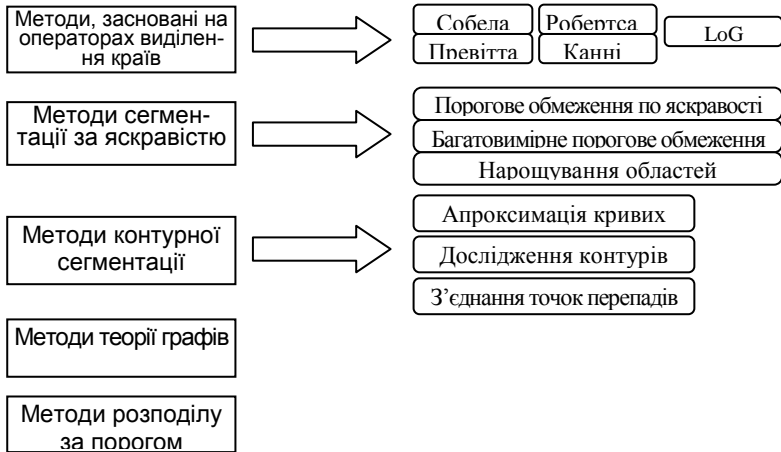 Методи, засновані на
операторах виділен-
ня країв
Собела
Робертса
LoG
Превітта
Канні
Методи сегмен-
тації за яскравістю
Порогове обмеження по яскравості
Багатовимірне порогове обмеження
Нарощування областей
Методи контурної
сегментації
Апроксимація кривих
Дослідження контурів
З’єднання точок перепадів
Методи теорії графів
Методи розподілу
за порогом